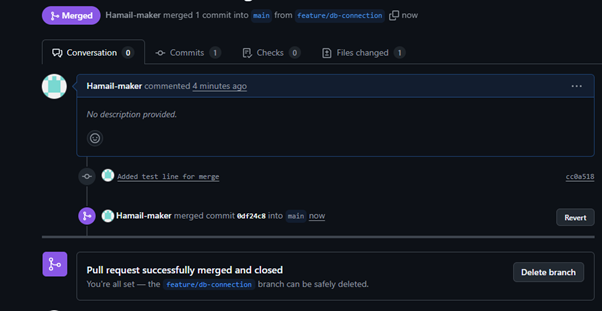 Merged Hamail-maker merged 1 commit into main from feature/db-connection now
Conversation 0 Commits 1 Checks 0 Files changed 1
Hamail-maker commented 4 minutes ago
No description provided.
Added test line for merge cc0a518
Hamail-maker merged commit 0df24c8 into main now Revert
Pull request successfully merged and closed
You're all set — the feature/db-connection branch can be safely deleted.
Delete branch